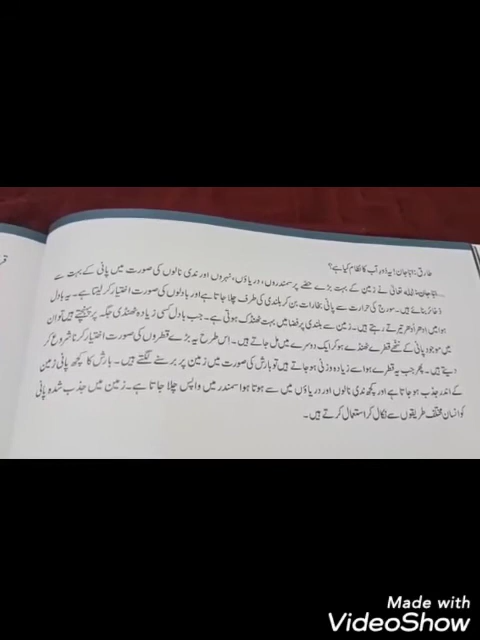 طارق: اباجان! یہ اور آب کا نظام کیا ہے؟
اباجان: اللہ تعالیٰ نے زمین کے بہت بڑے حصّے پر سمندروں، دریاؤں، نہروں اور ندی نالوں کی صورت میں پانی کے بہت سے
ذخائر بنائے ہیں۔ سورج کی حرارت سے پانی بخارات بن کر بلندی کی طرف چلا جاتا ہے اور بادلوں کی صورت اختیار کر لیتا ہے۔ یہ بادل
ہوا میں ادھر اُدھر تیرتے رہتے ہیں۔ زمین سے بلندی پر فضا میں بہت ٹھنڈک ہوتی ہے۔ جب بادل کسی زیادہ ٹھنڈی جگہ پر پہنچتے ہیں تو ان
میں موجود پانی کے ننھے قطرے ٹھنڈے ہو کر ایک دوسرے میں مل جاتے ہیں۔ اس طرح یہ بڑے قطروں کی صورت اختیار کرنا شروع کر
دیتے ہیں۔ پھر جب یہ قطرے ہوا سے زیادہ وزنی ہو جاتے ہیں تو بارش کی صورت میں زمین پر برسنے لگتے ہیں۔ بارش کا کچھ پانی زمین
کے اندر جذب ہو جاتا ہے اور کچھ ندی نالوں اور دریاؤں میں سے ہوتا ہوا سمندر میں واپس چلا جاتا ہے۔ زمین میں جذب شدہ پانی
کو انسان مختلف طریقوں سے نکال کر استعمال کرتے ہیں۔
Made with
VideoShow